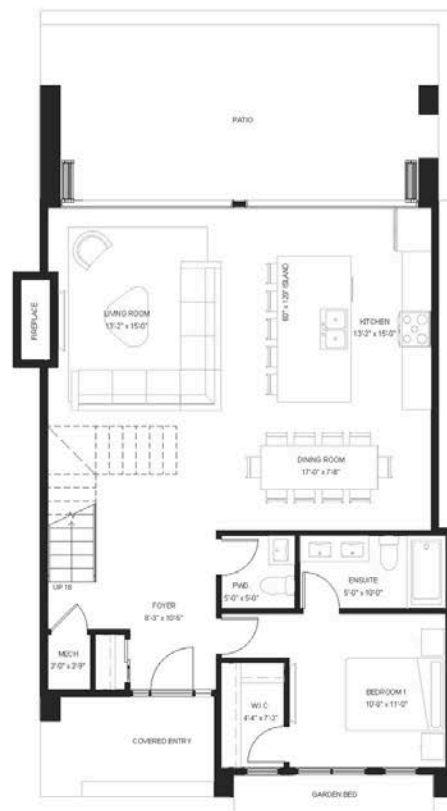 PATIO
FIREPLACE
LIVING ROOM
13'-2" x 15'-0"
60" x 120" ISLAND
KITCHEN
13'-2" x 15'-0"
DINING ROOM
17'-0" x 7'-8"
UP 18
PWD.
5'-0" x 5'-0"
ENSUITE
5'-0" x 10'-0"
FOYER
8'-3" x 10'-6"
MECH
3'-0" x 3'-9"
W.I.C
4'-4" x 7'-2"
BEDROOM 1
10'-8" x 11'-0"
COVERED ENTRY
GARDEN BED